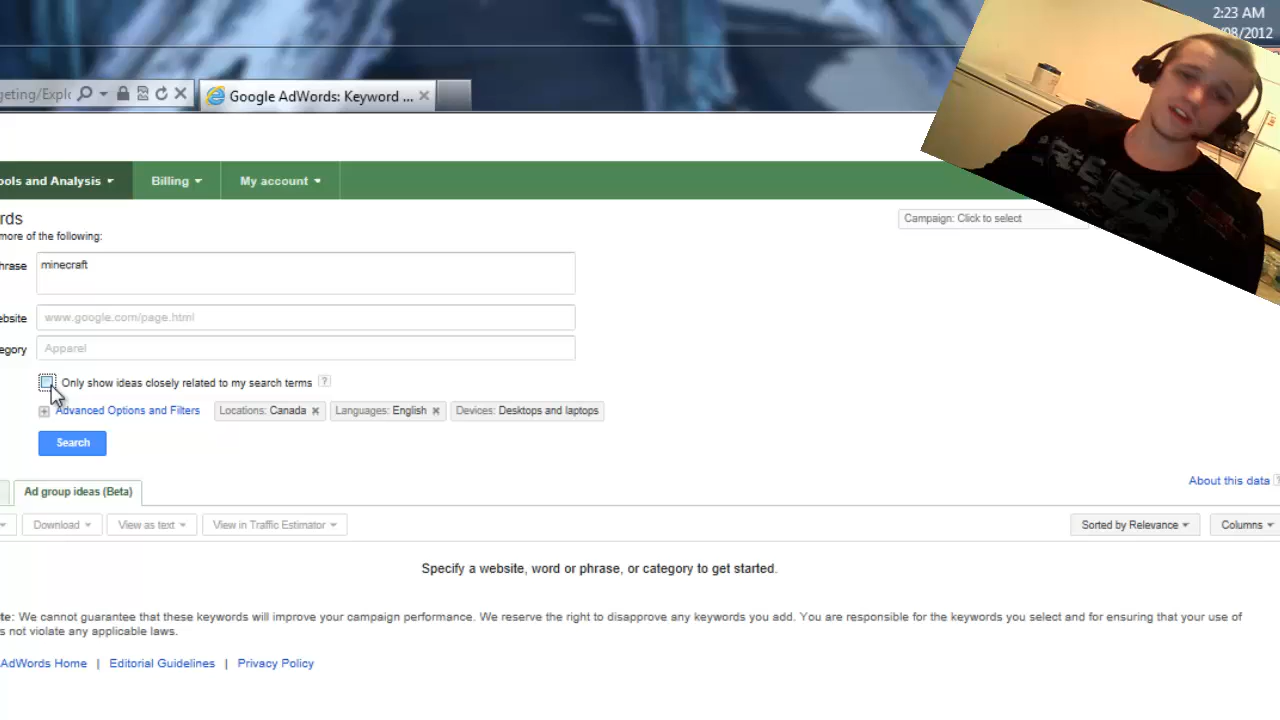 2:23 AM
/08/2012
geting/Explo
Google AdWords: Keyword ...
ools and Analysis
Billing
My account
rds
more of the following:
Campaign: Click to select
hrase
minecraft
ebsite
www.google.com/page.html
egory
Apparel
Only show ideas closely related to my search terms ?
Advanced Options and Filters
Locations: Canada
Languages: English
Devices: Desktops and laptops
Search
About this data ?
Ad group ideas (Beta)
Download
View as text
View in Traffic Estimator
Sorted by Relevance
Columns
Specify a website, word or phrase, or category to get started.
te: We cannot guarantee that these keywords will improve your campaign performance. We reserve the right to disapprove any keywords you add. You are responsible for the keywords you select and for ensuring that your use of
s not violate any applicable laws.
AdWords Home | Editorial Guidelines | Privacy Policy